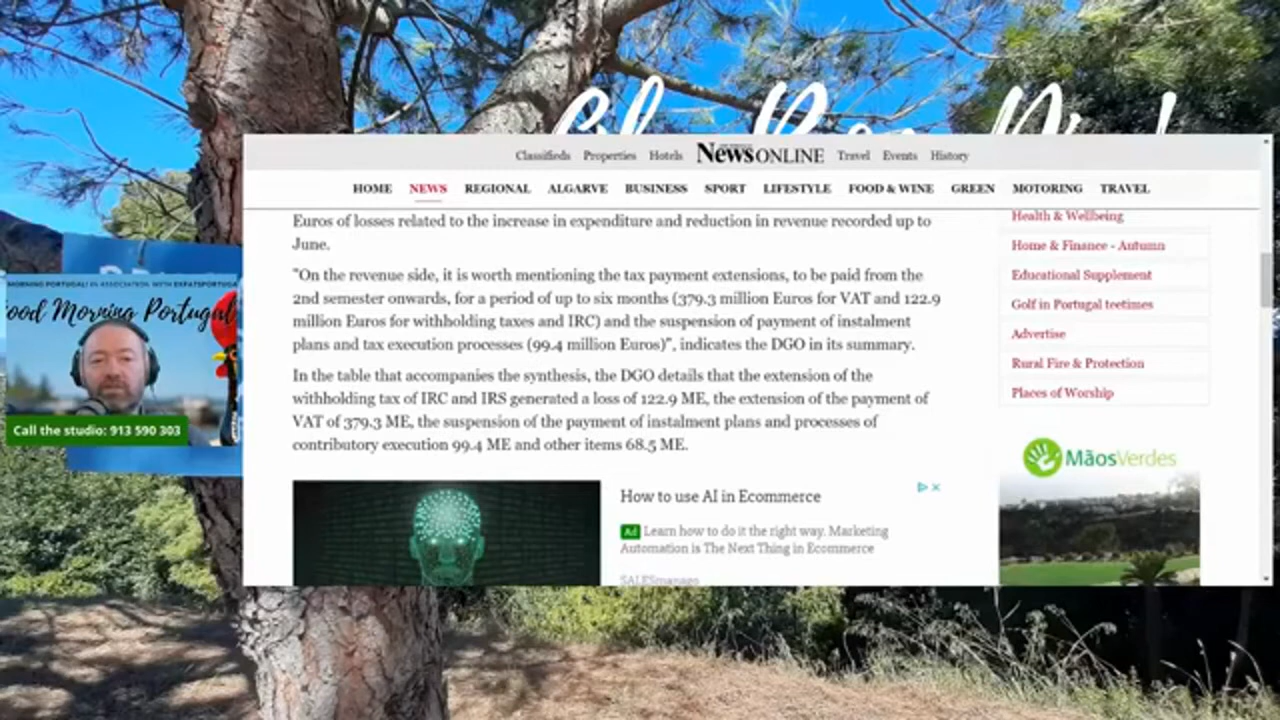 Classifieds Properties Hotels News ONLINE Travel Events History
HOME NEWS REGIONAL ALGARVE BUSINESS SPORT LIFESTYLE FOOD & WINE GREEN MOTORING TRAVEL
Euros of losses related to the increase in expenditure and reduction in revenue recorded up to
June.
"On the revenue side, it is worth mentioning the tax payment extensions, to be paid from the
2nd semester onwards, for a period of up to six months (379.3 million Euros for VAT and 122.9
million Euros for withholding taxes and IRC) and the suspension of payment of instalment
plans and tax execution processes (99.4 million Euros)", indicates the DGO in its summary.
In the table that accompanies the synthesis, the DGO details that the extension of the
withholding tax of IRC and IRS generated a loss of 122.9 ME, the extension of the payment of
VAT of 379.3 ME, the suspension of the payment of instalment plans and processes of
contributory execution 99.4 ME and other items 68.5 ME.
How to use AI in Ecommerce
Ad Learn how to do it the right way. Marketing
Automation is The Next Thing in Ecommerce
SALESmanago
Health & Wellbeing
Home & Finance - Autumn
Educational Supplement
Golf in Portugal teetimes
Advertise
Rural Fire & Protection
Places of Worship
MãosVerdes
MORNING PORTUGAL! IN ASSOCIATION WITH EXPATSPORTUGA
ood Morning Portugal
Call the studio: 913 590 303